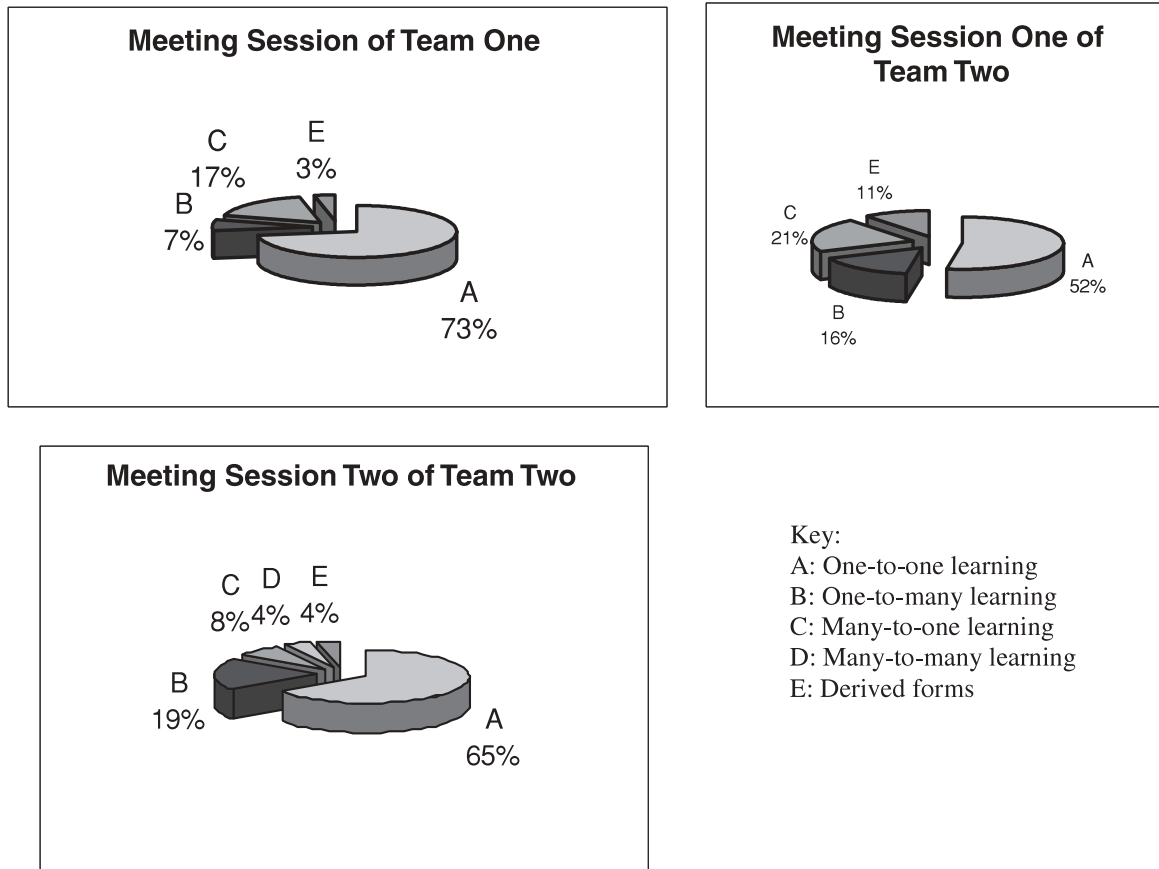 Meeting Session of Team One
C
17%
E
3%
B
7%
A
73%
Meeting Session One of
Team Two
E
11%
C
21%
A
52%
B
16%
Meeting Session Two of Team Two
C
8%
D
4%
E
4%
B
19%
A
65%
Key:
A: One-to-one learning
B: One-to-many learning
C: Many-to-one learning
D: Many-to-many learning
E: Derived forms